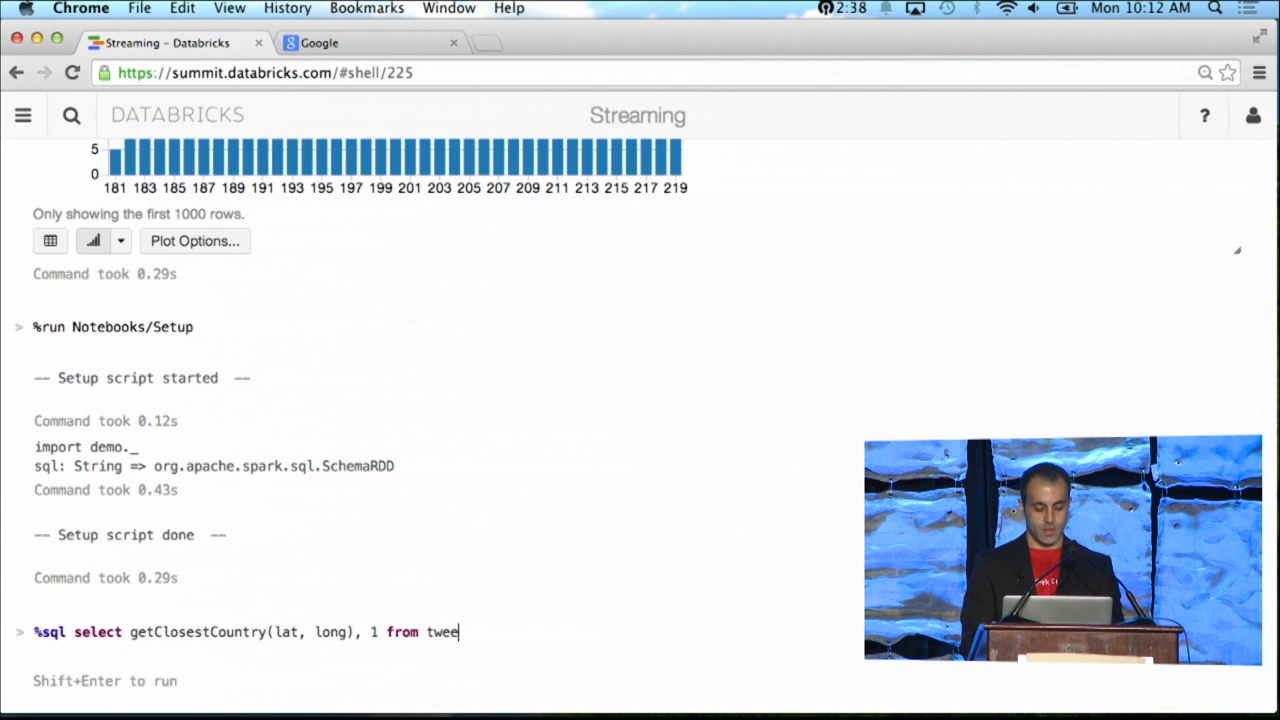 Chrome File Edit View History Bookmarks Window Help 2:38 Mon 10:12 AM
Streaming – Databricks × Google ×
https://summit.databricks.com/#shell/225
DATABRICKS Streaming ?
5
0
181 183 185 187 189 191 193 195 197 199 201 203 205 207 209 211 213 215 217 219
Only showing the first 1000 rows.
Plot Options...
Command took 0.29s
> %run Notebooks/Setup
-- Setup script started --
Command took 0.12s
import demo._
sql: String => org.apache.spark.sql.SchemaRDD
Command took 0.43s
-- Setup script done --
Command took 0.29s
> %sql select getClosestCountry(lat, long), 1 from twee
Shift+Enter to run